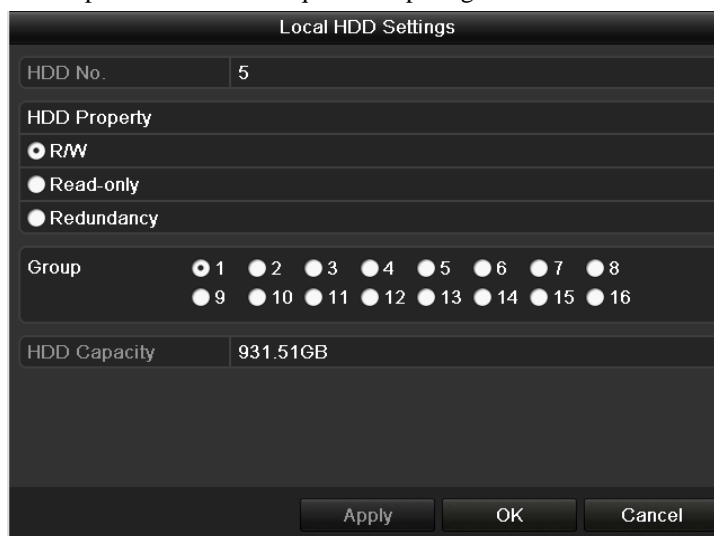 Local HDD Settings
HDD No. 5
HDD Property
R/W
Read-only
Redundancy
Group 1 2 3 4 5 6 7 8
9 10 11 12 13 14 15 16
HDD Capacity 931.51GB
Apply OK Cancel